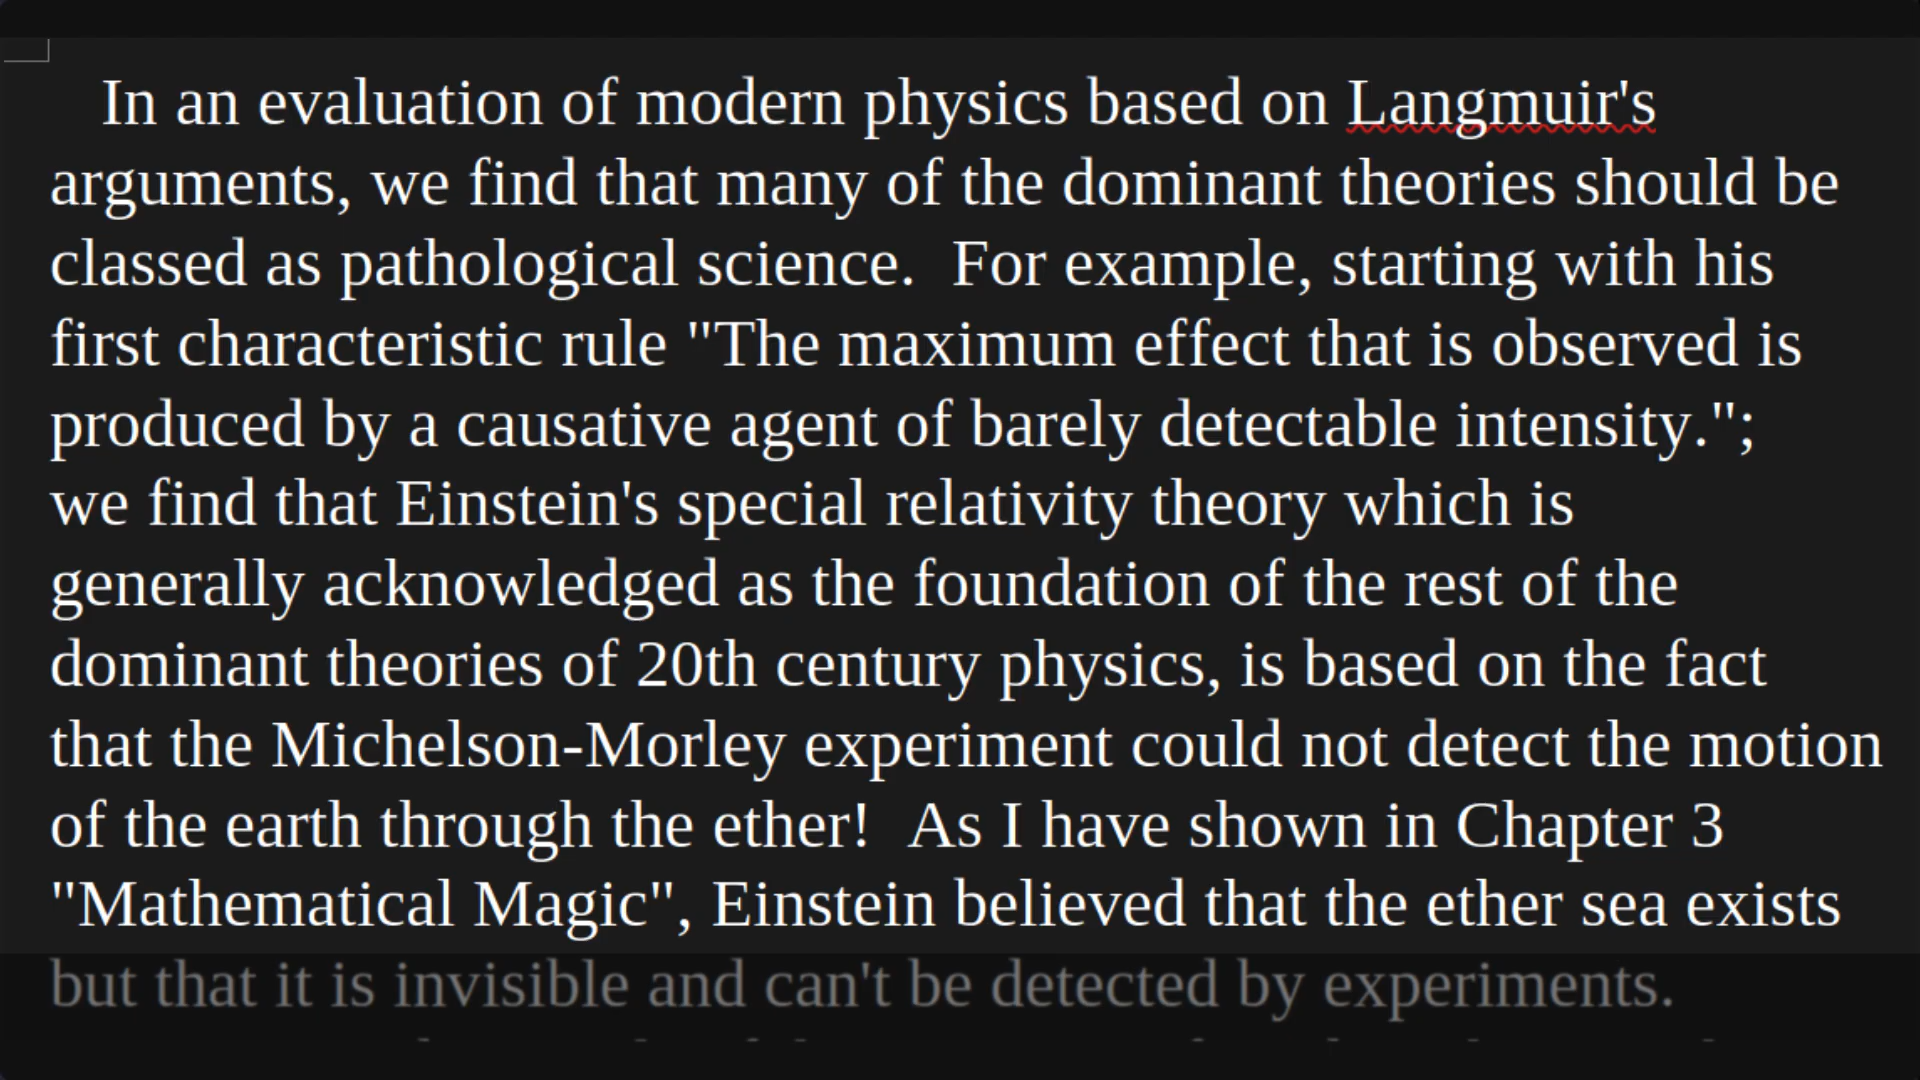 In an evaluation of modern physics based on Langmuir's
arguments, we find that many of the dominant theories should be
classed as pathological science.  For example, starting with his
first characteristic rule "The maximum effect that is observed is
produced by a causative agent of barely detectable intensity.";
we find that Einstein's special relativity theory which is
generally acknowledged as the foundation of the rest of the
dominant theories of 20th century physics, is based on the fact
that the Michelson-Morley experiment could not detect the motion
of the earth through the ether!  As I have shown in Chapter 3
"Mathematical Magic", Einstein believed that the ether sea exists
but that it is invisible and can't be detected by experiments.